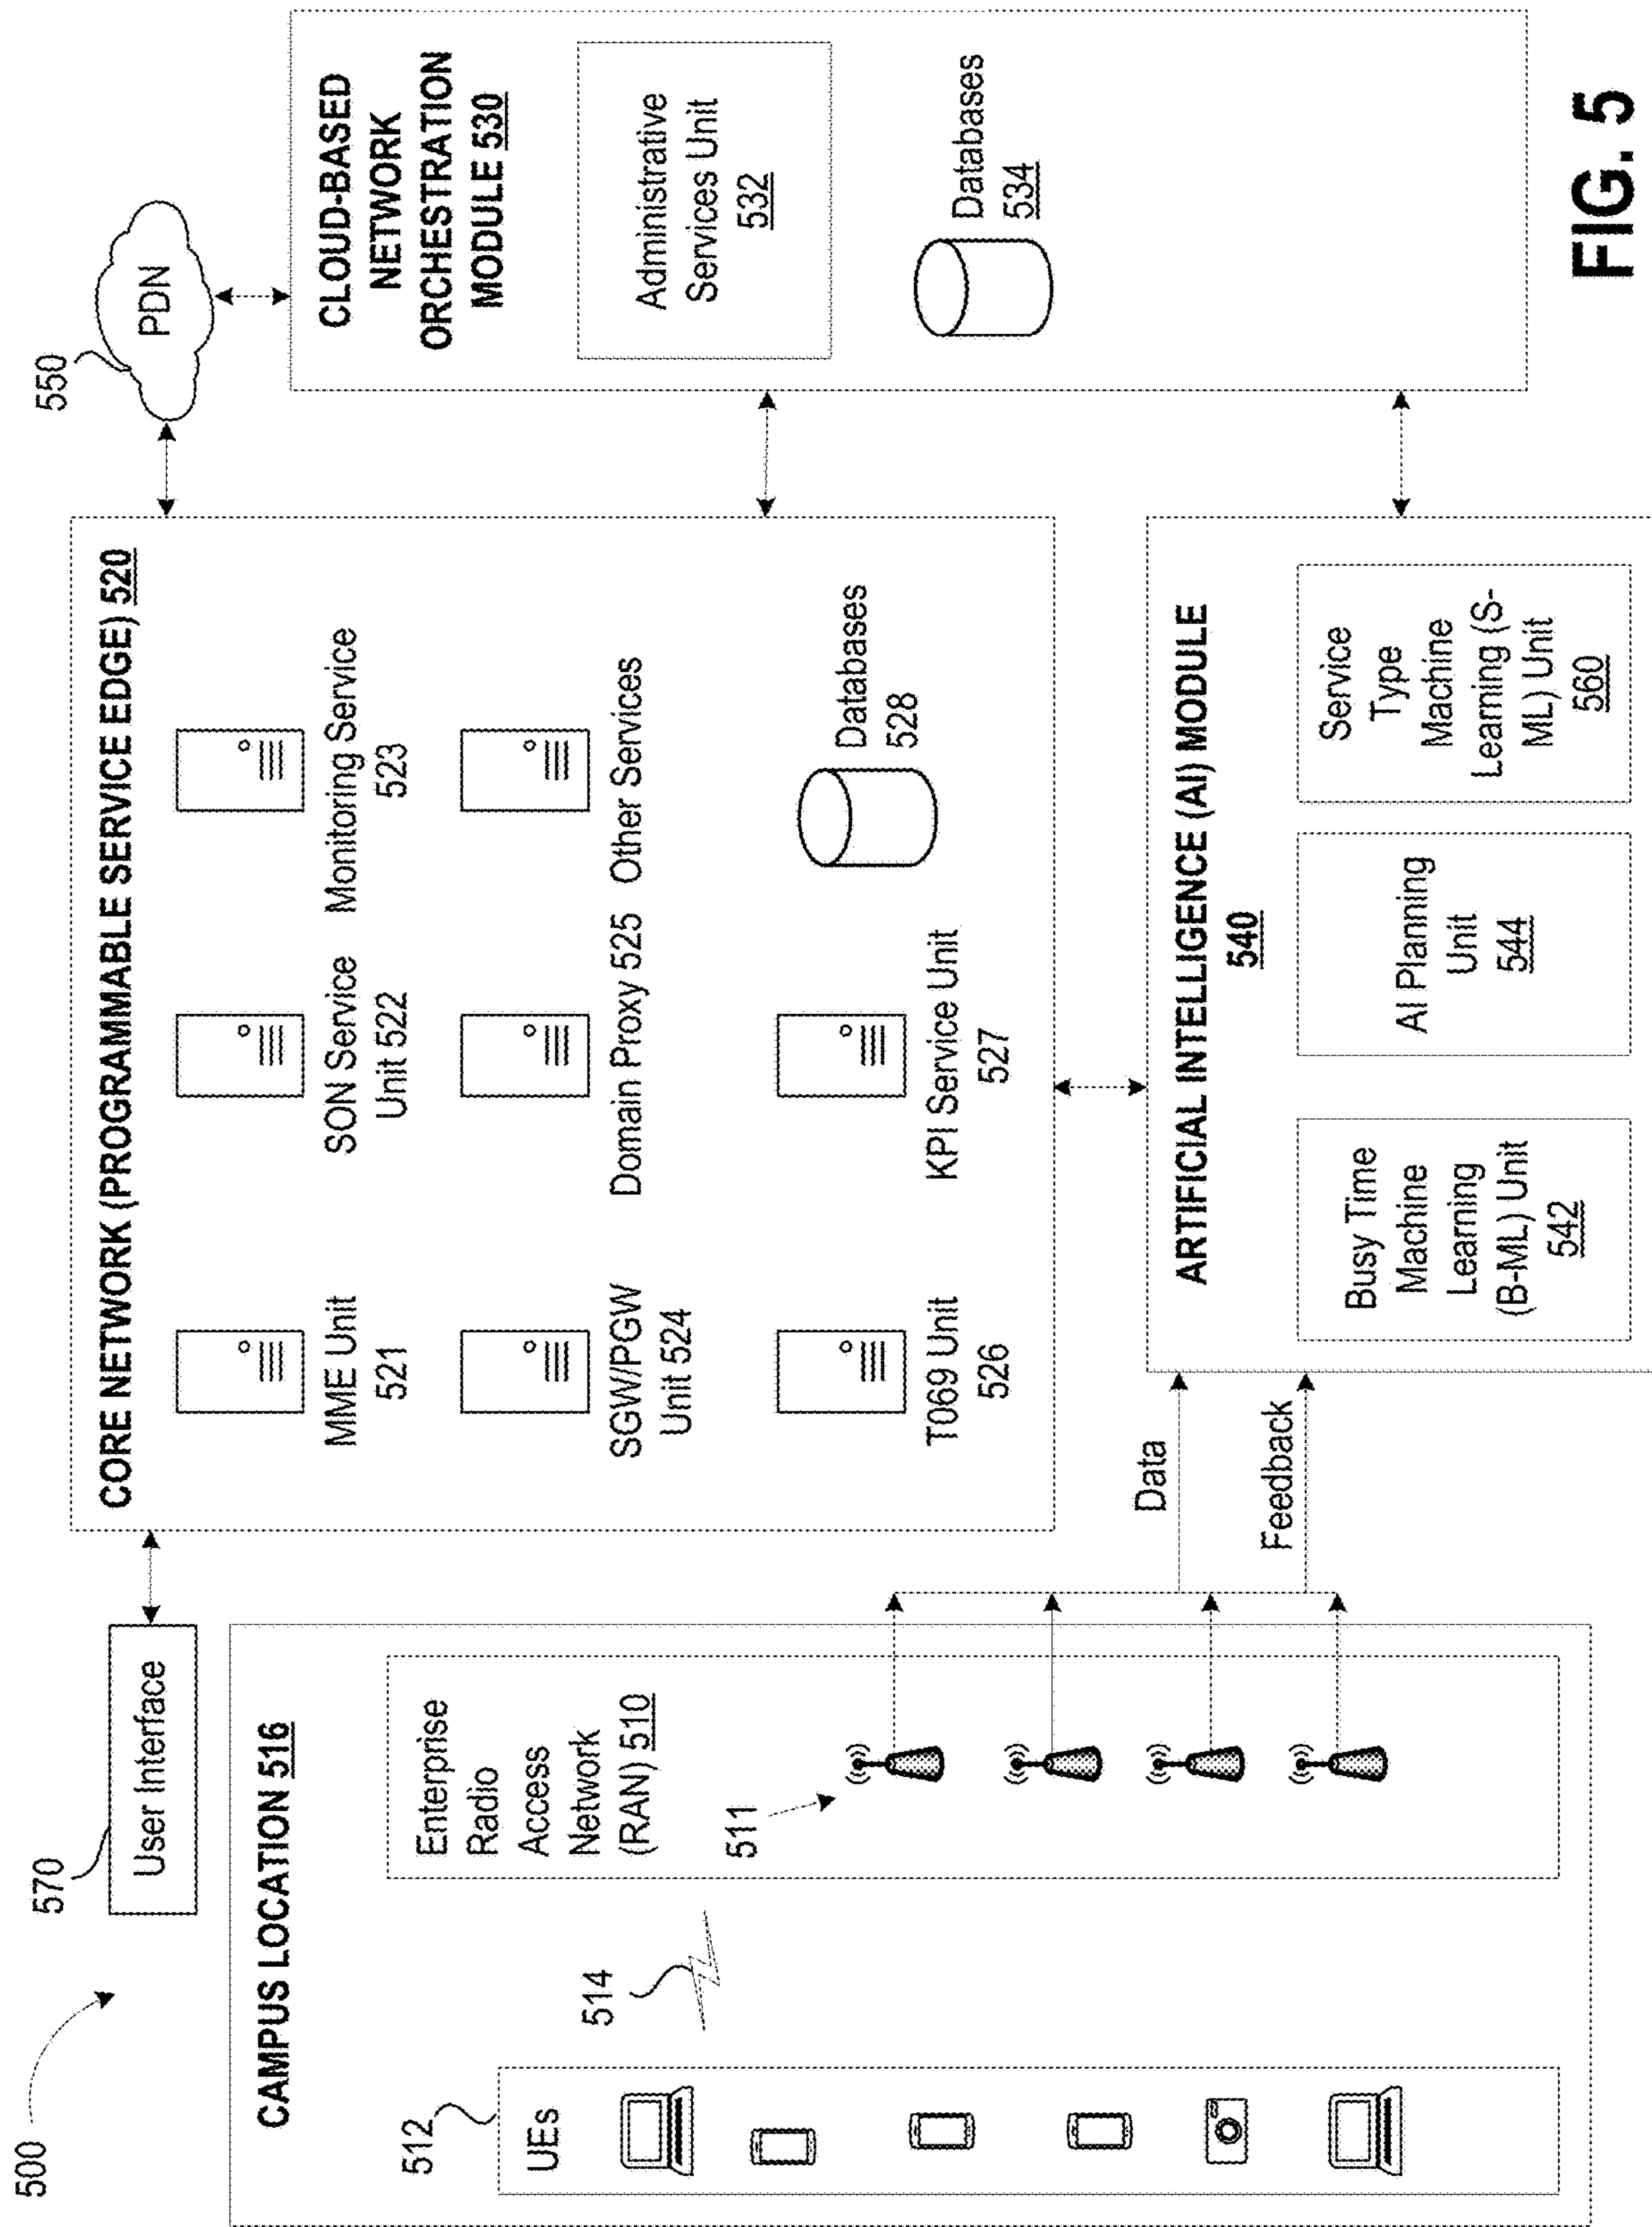 500
570
User Interface
CAMPUS LOCATION 516
512
UEs
514
Enterprise
Radio
Access
Network
(RAN) 510
511
CORE NETWORK (PROGRAMMABLE SERVICE EDGE) 520
MME Unit
521
SON Service
Unit 522
Monitoring Service
523
SGW/PGW
Unit 524
Domain Proxy 525
Other Services
T069 Unit
526
KPI Service Unit
527
Databases
528
Data
Feedback
ARTIFICIAL INTELLIGENCE (AI) MODULE
540
Busy Time
Machine
Learning
(B-ML) Unit
542
AI Planning
Unit
544
Service
Type
Machine
Learning (S-
ML) Unit
560
550
PDN
CLOUD-BASED
NETWORK
ORCHESTRATION
MODULE 530
Administrative
Services Unit
532
Databases
534
FIG. 5